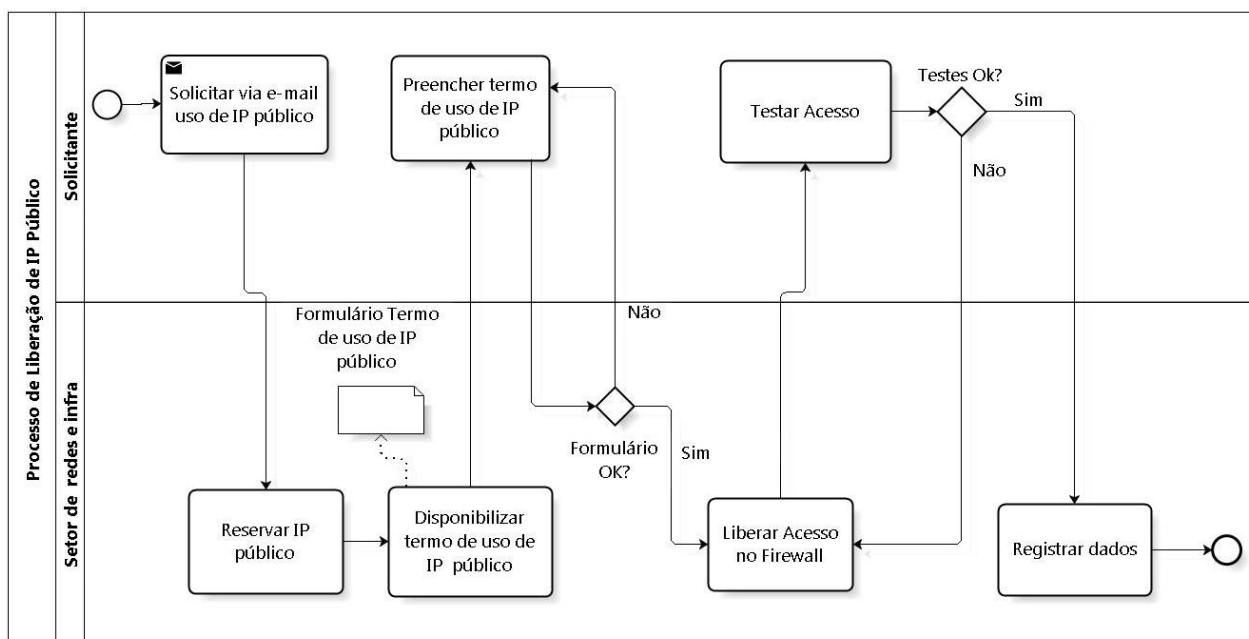 Processo de Liberação de IP Público
Solicitante
Solicitar via e-mail
uso de IP público
Preencher termo
de uso de IP
público
Testar Acesso
Testes Ok?
Sim
Não
Setor de redes e infra
Formulário Termo
de uso de IP
público
Não
Formulário
OK?
Sim
Reservar IP
público
Disponibilizar
termo de uso de
IP público
Liberar Acesso
no Firewall
Registrar dados